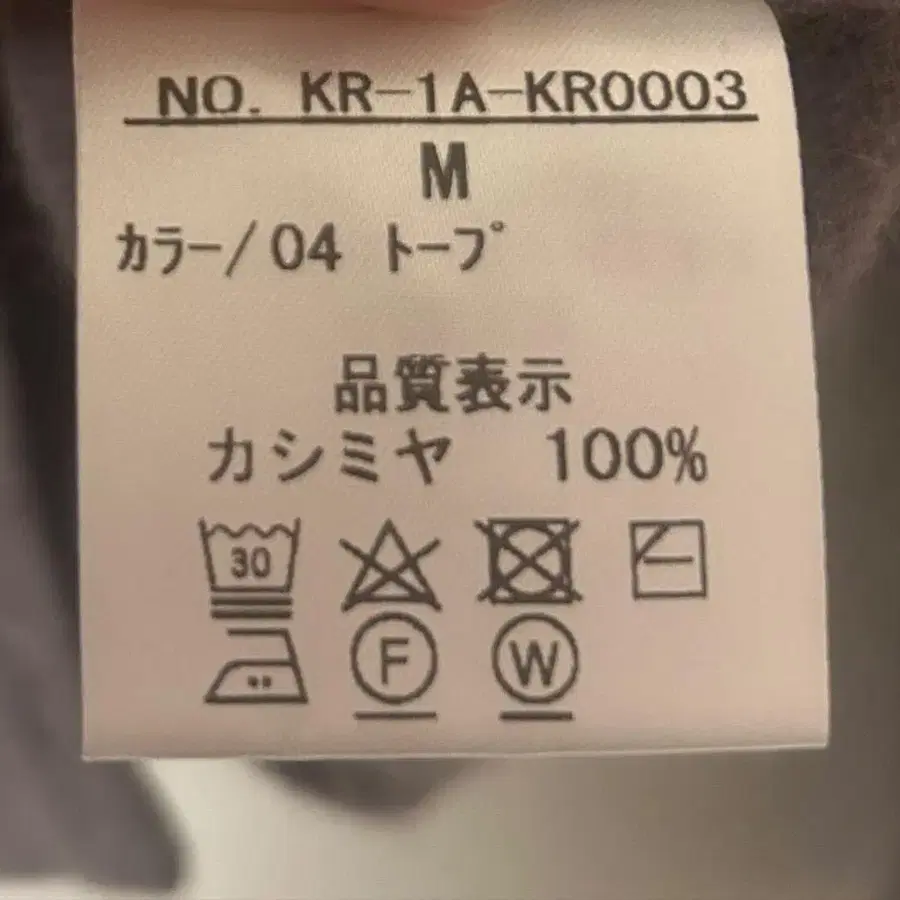 NO. KR-1A-KR0003
M
カラー/04 トープ
品質表示
カシミヤ 100%
30
F W